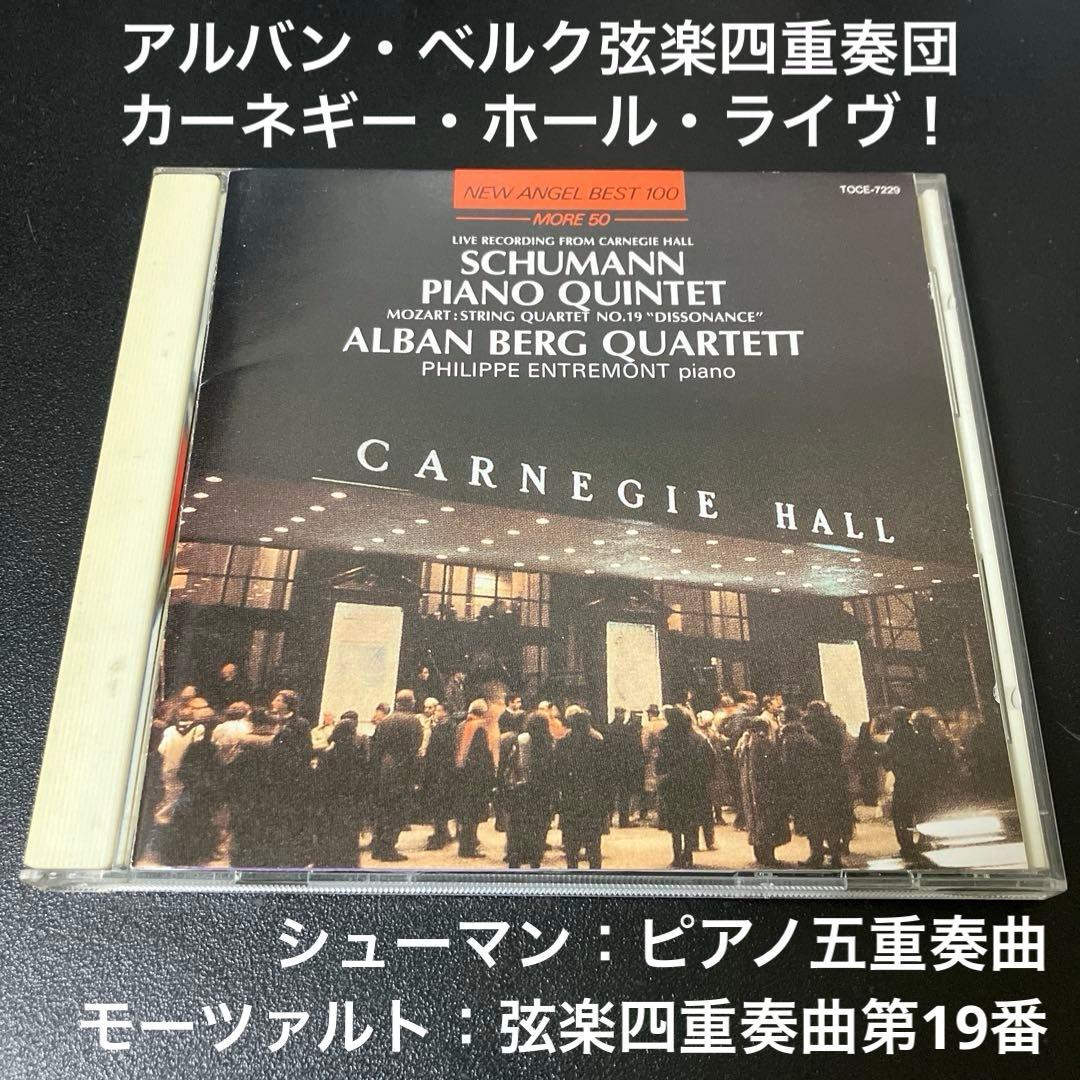 アルバン・ベルク弦楽四重奏団
カーネギー・ホール・ライヴ！
NEW ANGEL BEST 100
MORE 50
TOCE-7229
LIVE RECORDING FROM CARNEGIE HALL
SCHUMANN
PIANO QUINTET
MOZART : STRING QUARTET NO.19 “DISSONANCE”
ALBAN BERG QUARTETT
PHILIPPE ENTREMONT piano
CARNEGIE HALL
シューマン：ピアノ五重奏曲
モーツァルト：弦楽四重奏曲第19番